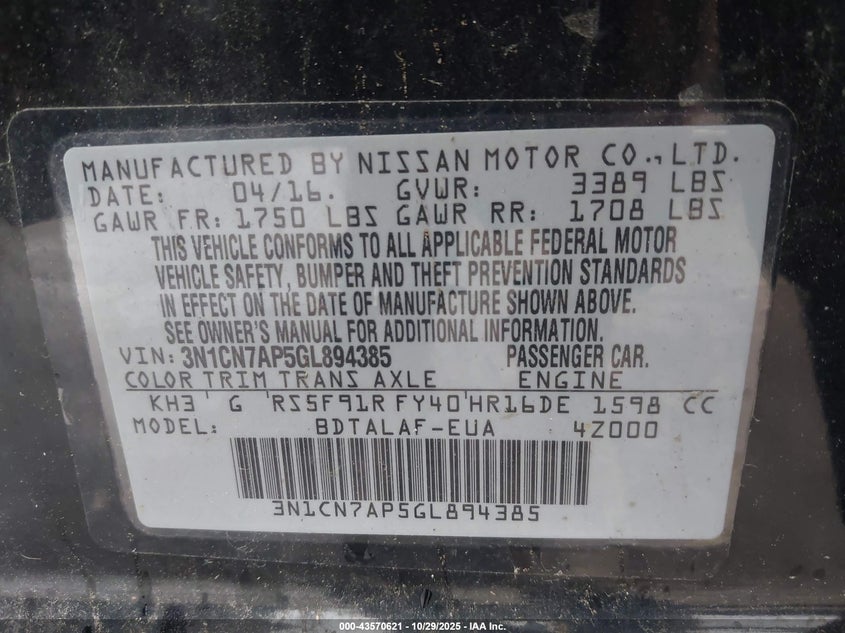 MANUFACTURED BY NISSAN MOTOR CO., LTD.
DATE: 04/16. GVWR: 3389 LBS
GAWR FR: 1750 LBS GAWR RR: 1708 LBS
THIS VEHICLE CONFORMS TO ALL APPLICABLE FEDERAL MOTOR
VEHICLE SAFETY, BUMPER AND THEFT PREVENTION STANDARDS
IN EFFECT ON THE DATE OF MANUFACTURE SHOWN ABOVE.
SEE OWNER'S MANUAL FOR ADDITIONAL INFORMATION.
VIN: 3N1CN7AP5GL894385 PASSENGER CAR.
COLOR TRIM TRANS AXLE ENGINE
KH3 G RS5F91R FY40 HR16DE 1598 CC
MODEL: BDTALAF-EUA 4Z000
3N1CN7AP5GL894385
000-43570621 | 10/29/2025 - IAA Inc.